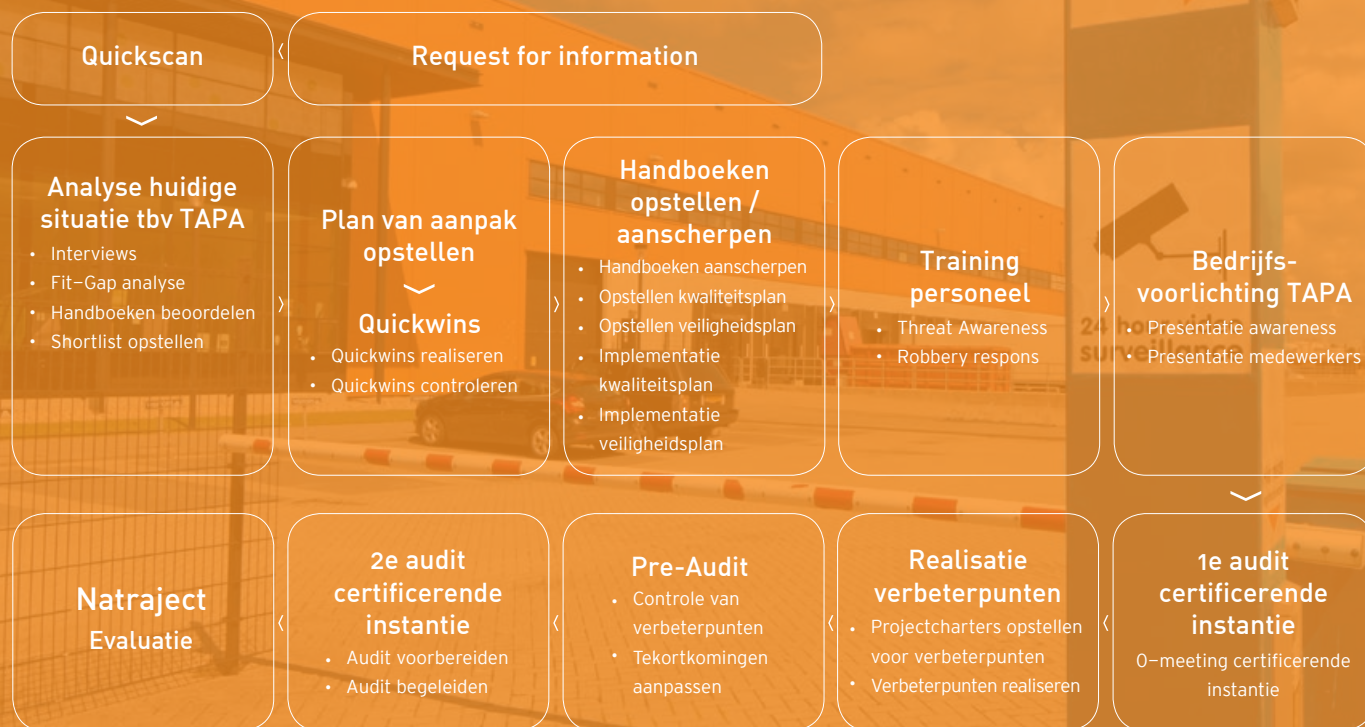 Quickscan
Request for information
Analyse huidige
situatie tbv TAPA
• Interviews
• Fit-Gap analyse
• Handboeken beoordelen
• Shortlist opstellen
Plan van aanpak
opstellen
Quickwins
• Quickwins realiseren
• Quickwins controleren
Handboeken
opstellen /
aanscherpen
• Handboeken aanscherpen
• Opstellen kwaliteitsplan
• Opstellen veiligheidsplan
• Implementatie
kwaliteitsplan
• Implementatie
veiligheidsplan
Training
personeel
• Threat Awareness
• Robbery respons
Bedrijfs-
voorlichting TAPA
• Presentatie awareness
• Presentatie medewerkers
24 hour video
surveillance
1e audit
certificerende
instantie
0-meeting certificerende
instantie
Realisatie
verbeterpunten
• Projectcharters opstellen
voor verbeterpunten
• Verbeterpunten realiseren
Pre-Audit
• Controle van
verbeterpunten
• Tekortkomingen
aanpassen
2e audit
certificerende
instantie
• Audit voorbereiden
• Audit begeleiden
Natraject
Evaluatie